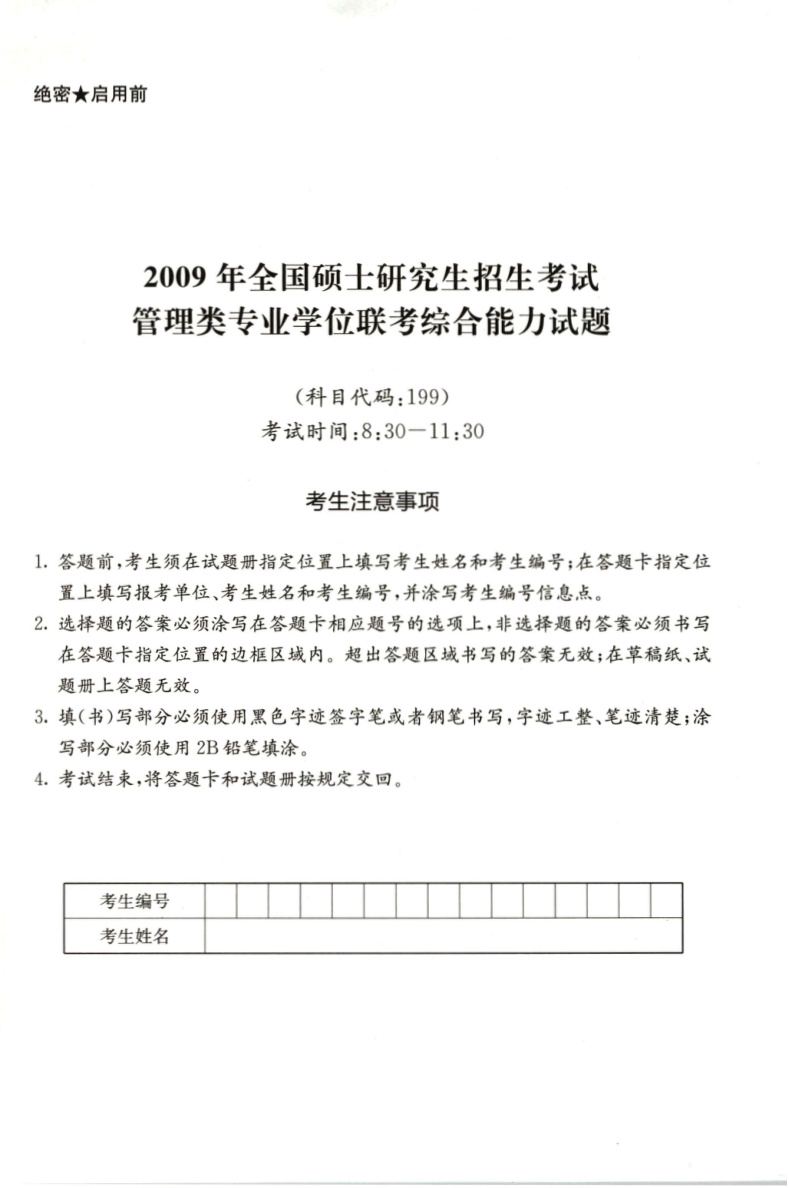 绝密★启用前
2009 年全国硕士研究生招生考试
管理类专业学位联考综合能力试题
(科目代码:199)
考试时间:8:30—11:30
考生注意事项
1. 答题前,考生须在试题册指定位置上填写考生姓名和考生编号;在答题卡指定位
置上填写报考单位、考生姓名和考生编号,并涂写考生编号信息点。
2. 选择题的答案必须涂写在答题卡相应题号的选项上,非选择题的答案必须书写
在答题卡指定位置的边框区域内。超出答题区域书写的答案无效;在草稿纸、试
题册上答题无效。
3. 填(书)写部分必须使用黑色字迹签字笔或者钢笔书写,字迹工整、笔迹清楚;涂
写部分必须使用 2B 铅笔填涂。
4. 考试结束,将答题卡和试题册按规定交回。
考生编号
考生姓名